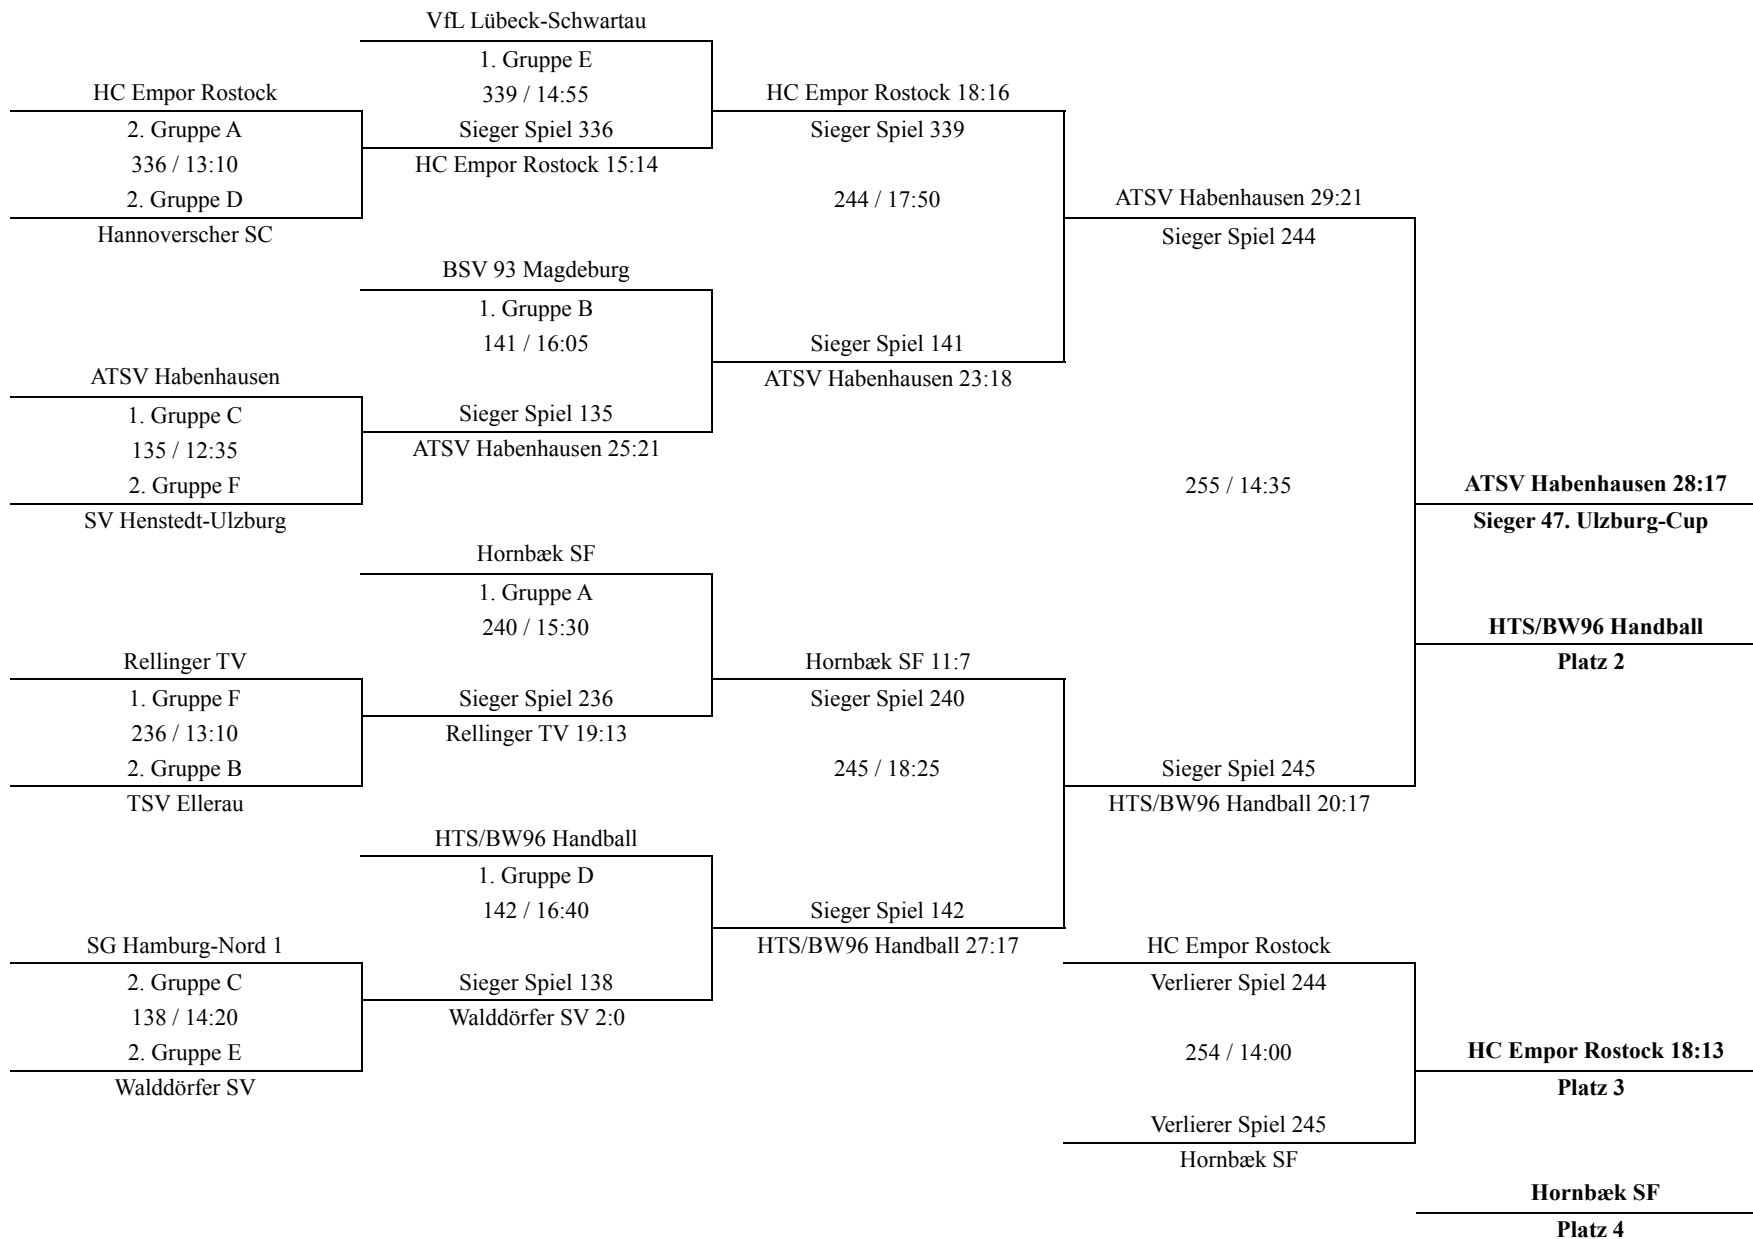 VfL Lübeck-Schwartau
1. Gruppe E
HC Empor Rostock
339 / 14:55
HC Empor Rostock 18:16
2. Gruppe A
Sieger Spiel 336
Sieger Spiel 339
336 / 13:10
HC Empor Rostock 15:14
2. Gruppe D
244 / 17:50
ATSV Habenhausen 29:21
Hannoverscher SC
Sieger Spiel 244
BSV 93 Magdeburg
1. Gruppe B
141 / 16:05
Sieger Spiel 141
ATSV Habenhausen
ATSV Habenhausen 23:18
1. Gruppe C
Sieger Spiel 135
135 / 12:35
ATSV Habenhausen 25:21
2. Gruppe F
255 / 14:35
ATSV Habenhausen 28:17
SV Henstedt-Ulzburg
Sieger 47. Ulzburg-Cup
Hornbæk SF
1. Gruppe A
240 / 15:30
HTS/BW96 Handball
Rellinger TV
Hornbæk SF 11:7
Platz 2
1. Gruppe F
Sieger Spiel 236
Sieger Spiel 240
236 / 13:10
Rellinger TV 19:13
2. Gruppe B
245 / 18:25
Sieger Spiel 245
TSV Ellerau
HTS/BW96 Handball 20:17
HTS/BW96 Handball
1. Gruppe D
142 / 16:40
Sieger Spiel 142
SG Hamburg-Nord 1
HTS/BW96 Handball 27:17
HC Empor Rostock
2. Gruppe C
Sieger Spiel 138
Verlierer Spiel 244
138 / 14:20
Walddörfer SV 2:0
2. Gruppe E
254 / 14:00
HC Empor Rostock 18:13
Walddörfer SV
Platz 3
Verlierer Spiel 245
Hornbæk SF
Hornbæk SF
Platz 4